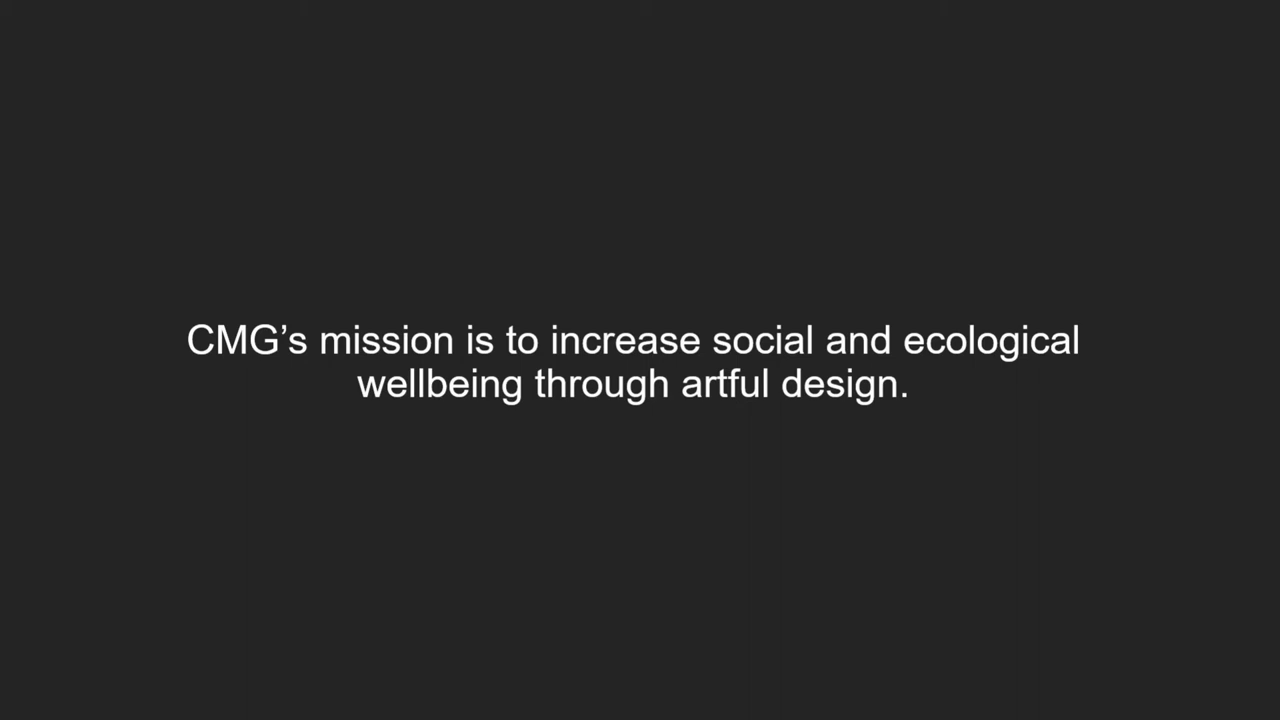 CMG’s mission is to increase social and ecological
wellbeing through artful design.